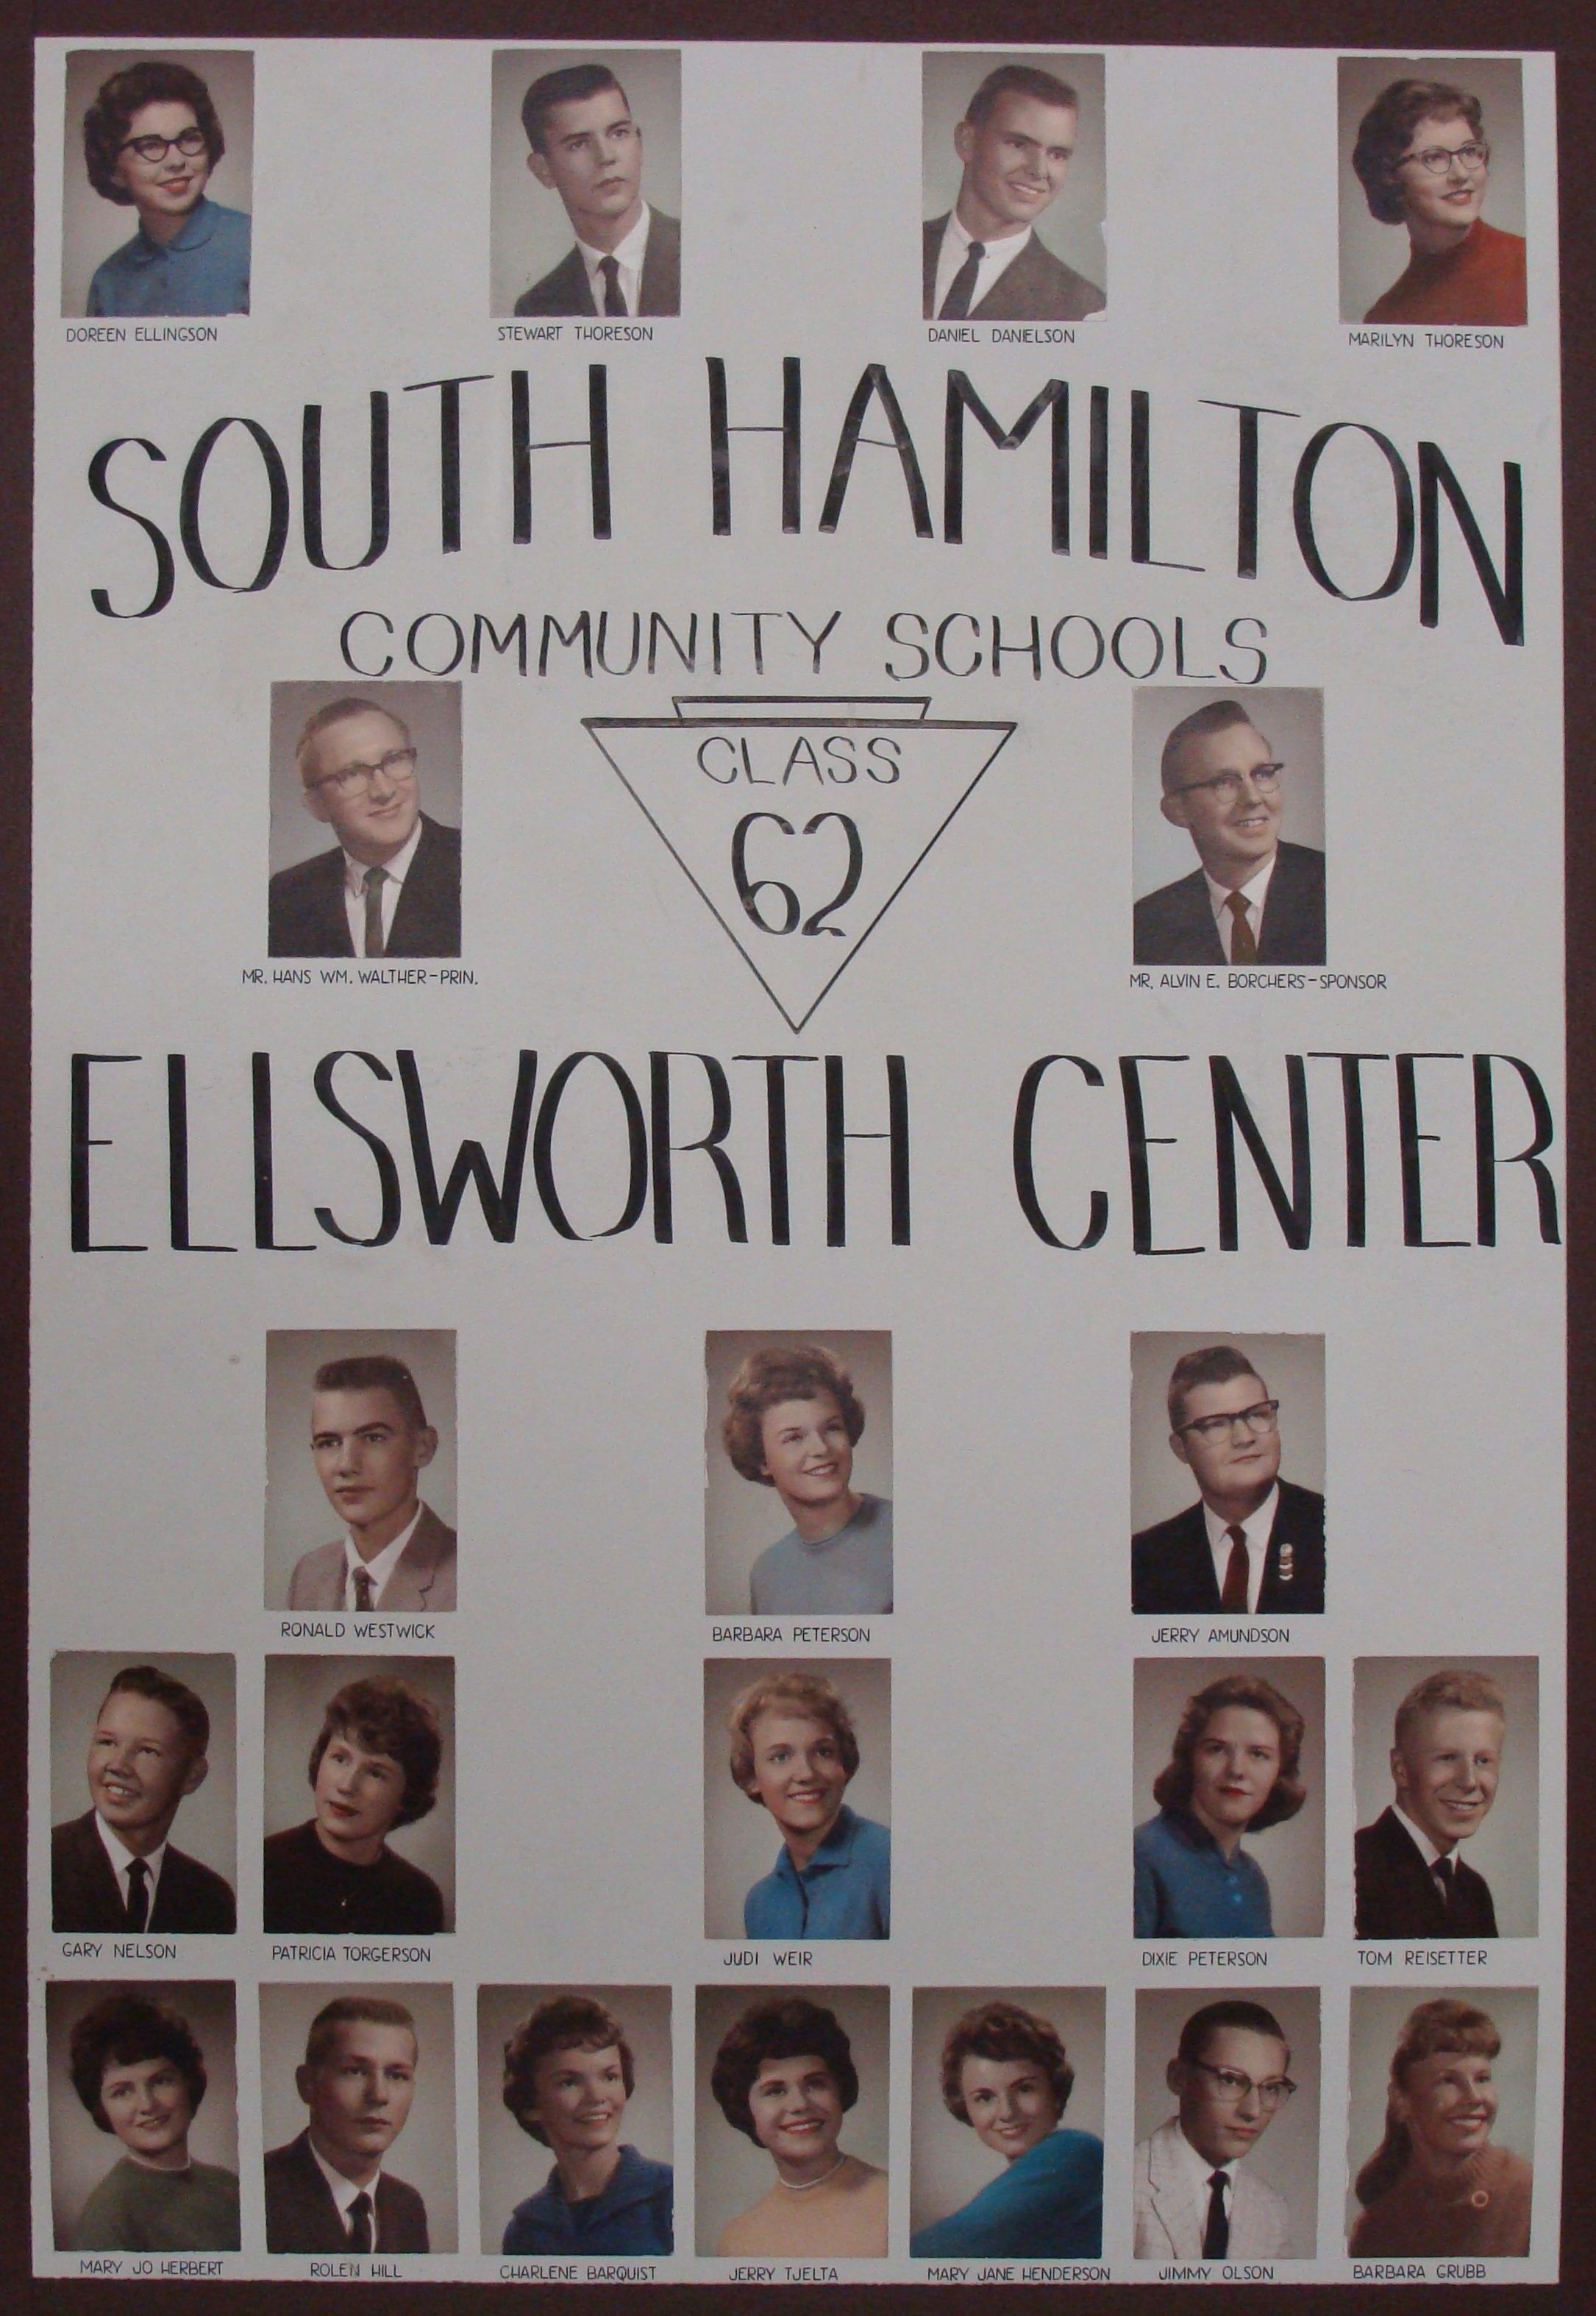 DOREEN ELLINGSON STEWART THORESON DANIEL DANIELSON MARILYN THORESON
SOUTH HAMILTON
COMMUNITY SCHOOLS
CLASS
62
MR. HANS WM. WALTHER-PRIN. MR. ALVIN E. BORCHERS-SPONSOR
ELLSWORTH CENTER
RONALD WESTWICK BARBARA PETERSON JERRY AMUNDSON
GARY NELSON PATRICIA TORGERSON JUDI WEIR DIXIE PETERSON TOM REISETTER
MARY JO HERBERT ROLEN HILL CHARLENE BARQUIST JERRY TJELTA MARY JANE HENDERSON JIMMY OLSON BARBARA GRUBB